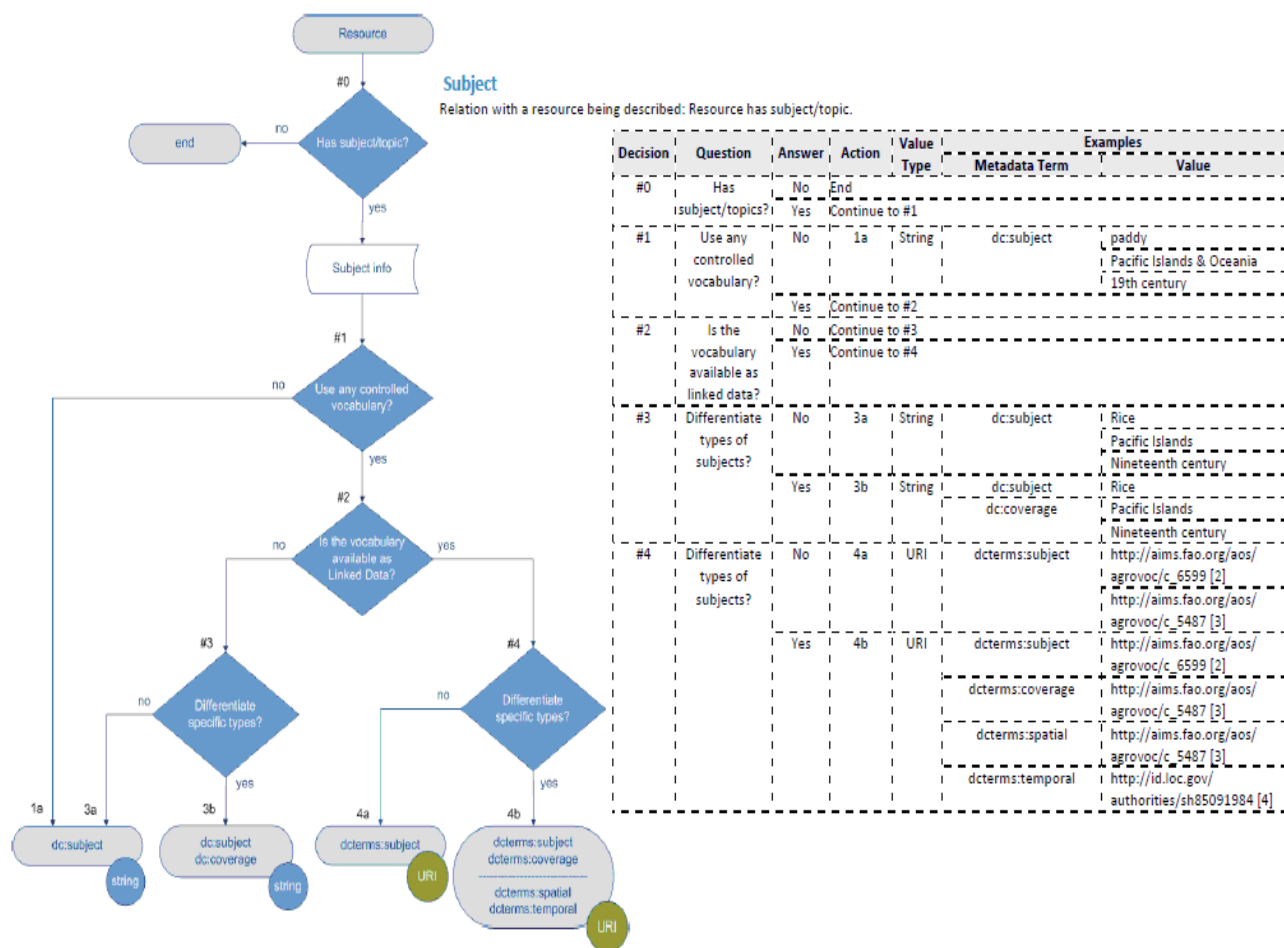 Resource
#0
Has subject/topic?
no
end
yes
Subject info
#1
Use any controlled
vocabulary?
no
yes
#2
Is the vocabulary
available as
Linked Data?
no
yes
#3
Differentiate
specific types?
no
yes
#4
Differentiate
specific types?
no
yes
1a
3a
3b
4a
4b
dc:subject
string
dc:subject
dc:coverage
string
dcterms:subject
URI
dcterms:subject
dcterms:coverage
dcterms:spatial
dcterms:temporal
URI
Subject
Relation with a resource being described: Resource has subject/topic.
Decision Question Answer Action Value Type Examples
Metadata Term Value
#0 Has subject/topics? No End
Yes Continue to #1
#1 Use any controlled vocabulary? No 1a String dc:subject paddy
Pacific Islands & Oceania
19th century
Yes Continue to #2
#2 Is the vocabulary available as linked data? No Continue to #3
Yes Continue to #4
#3 Differentiate types of subjects? No 3a String dc:subject Rice
Pacific Islands
Nineteenth century
Yes 3b String dc:subject Rice
dc:coverage Pacific Islands
Nineteenth century
#4 Differentiate types of subjects? No 4a URI dcterms:subject http://aims.fao.org/aos/
agrovoc/c_6599 [2]
http://aims.fao.org/aos/
agrovoc/c_5487 [3]
Yes 4b URI dcterms:subject http://aims.fao.org/aos/
agrovoc/c_6599 [2]
dcterms:coverage http://aims.fao.org/aos/
agrovoc/c_5487 [3]
dcterms:spatial http://aims.fao.org/aos/
agrovoc/c_5487 [3]
dcterms:temporal http://id.loc.gov/
authorities/sh85091984 [4]